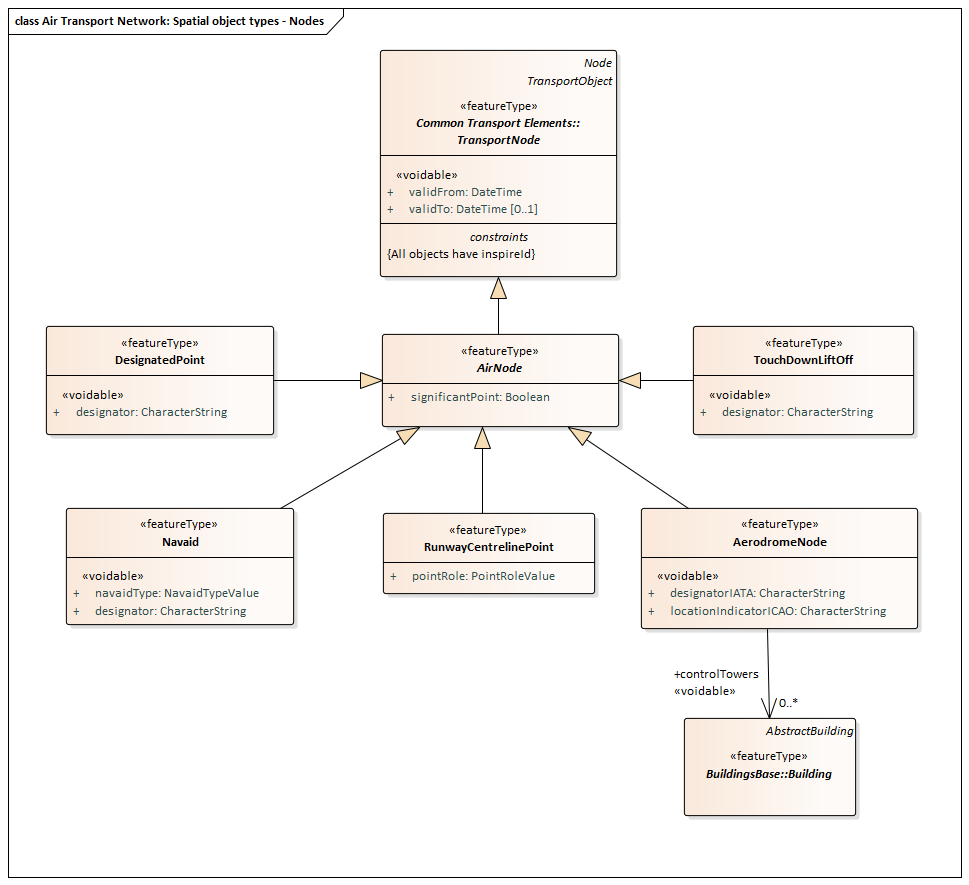 class Air Transport Network: Spatial object types - Nodes
Node
TransportObject
«featureType»
Common Transport Elements::
TransportNode
«voidable»
+ validFrom: DateTime
+ validTo: DateTime [0..1]
constraints
{All objects have inspireId}
«featureType»
DesignatedPoint
«voidable»
+ designator: CharacterString
«featureType»
AirNode
+ significantPoint: Boolean
«featureType»
TouchDownLiftOff
«voidable»
+ designator: CharacterString
«featureType»
Navaid
«voidable»
+ navaidType: NavaidTypeValue
+ designator: CharacterString
«featureType»
RunwayCentrelinePoint
+ pointRole: PointRoleValue
«featureType»
AerodromeNode
«voidable»
+ designatorIATA: CharacterString
+ locationIndicatorICAO: CharacterString
+controlTowers
«voidable»
0..*
AbstractBuilding
«featureType»
BuildingsBase::Building